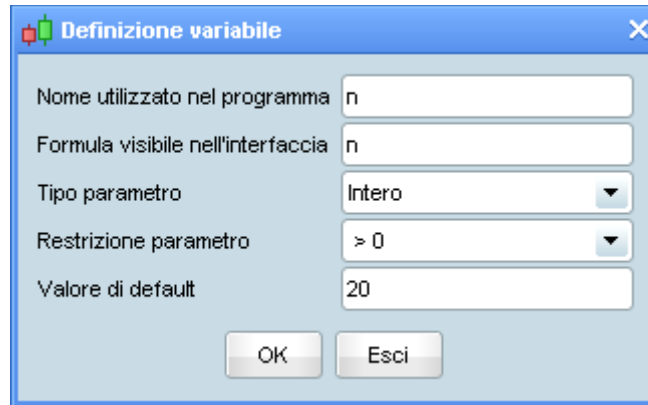 Definizione variabile
Nome utilizzato nel programma n
Formula visibile nell'interfaccia n
Tipo parametro Intero
Restrizione parametro > 0
Valore di default 20
OK Esci